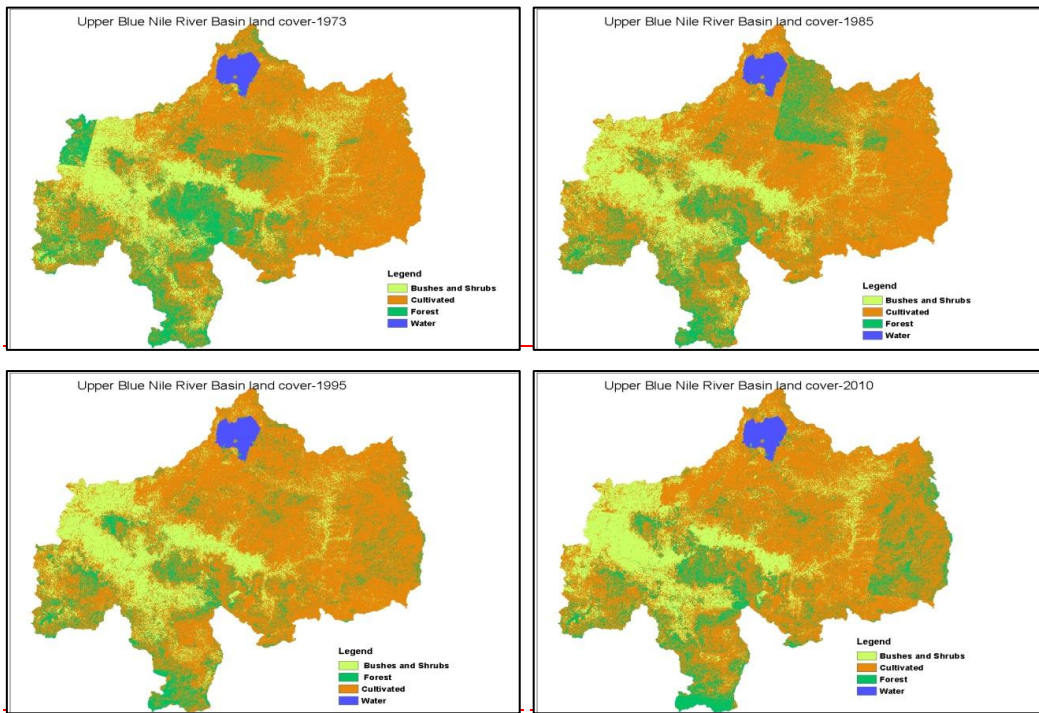 Upper Blue Nile River Basin land cover-1973
Legend
Bushes and Shrubs
Cultivated
Forest
Water
Upper Blue Nile River Basin land cover-1985
Legend
Bushes and Shrubs
Cultivated
Forest
Water
Upper Blue Nile River Basin land cover-1995
Legend
Bushes and Shrubs
Forest
Cultivated
Water
Upper Blue Nile River Basin land cover-2010
Legend
Bushes and Shrubs
Cultivated
Forest
Water